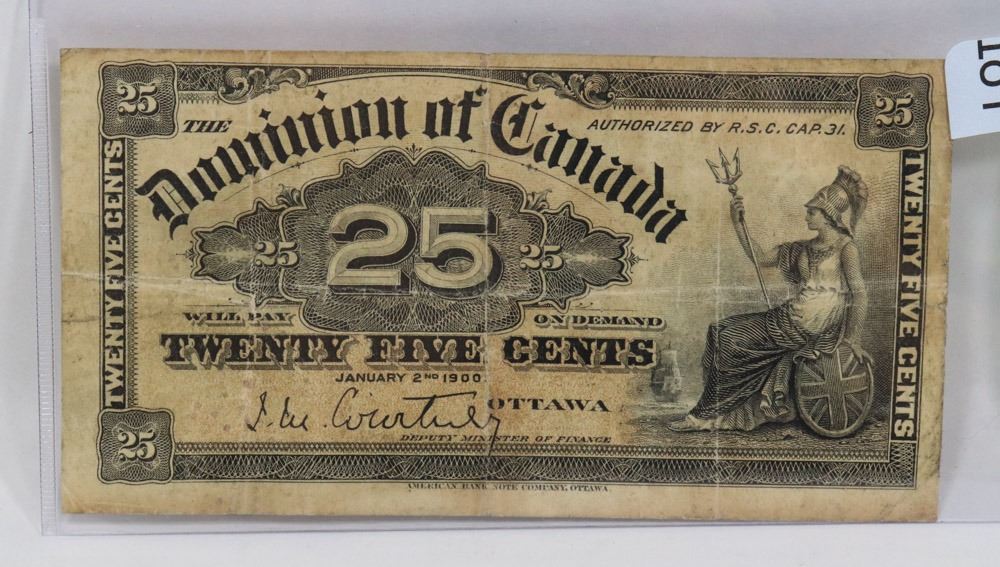 101
25
25
THE
Dominion of Canada
AUTHORIZED BY R.S.C. CAP. 31.
25
25
25
WILL PAY ON DEMAND
TWENTY FIVE CENTS
JANUARY 2ND 1900.
OTTAWA
J. M. Courtney
DEPUTY MINISTER OF FINANCE
TWENTY FIVE CENTS
TWENTY FIVE CENTS
25
AMERICAN BANK NOTE COMPANY, OTTAWA.